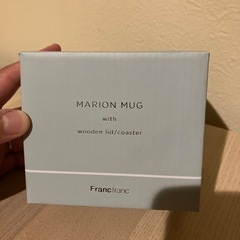 MARION MUG
with
wooden lid/coaster
Francfranc